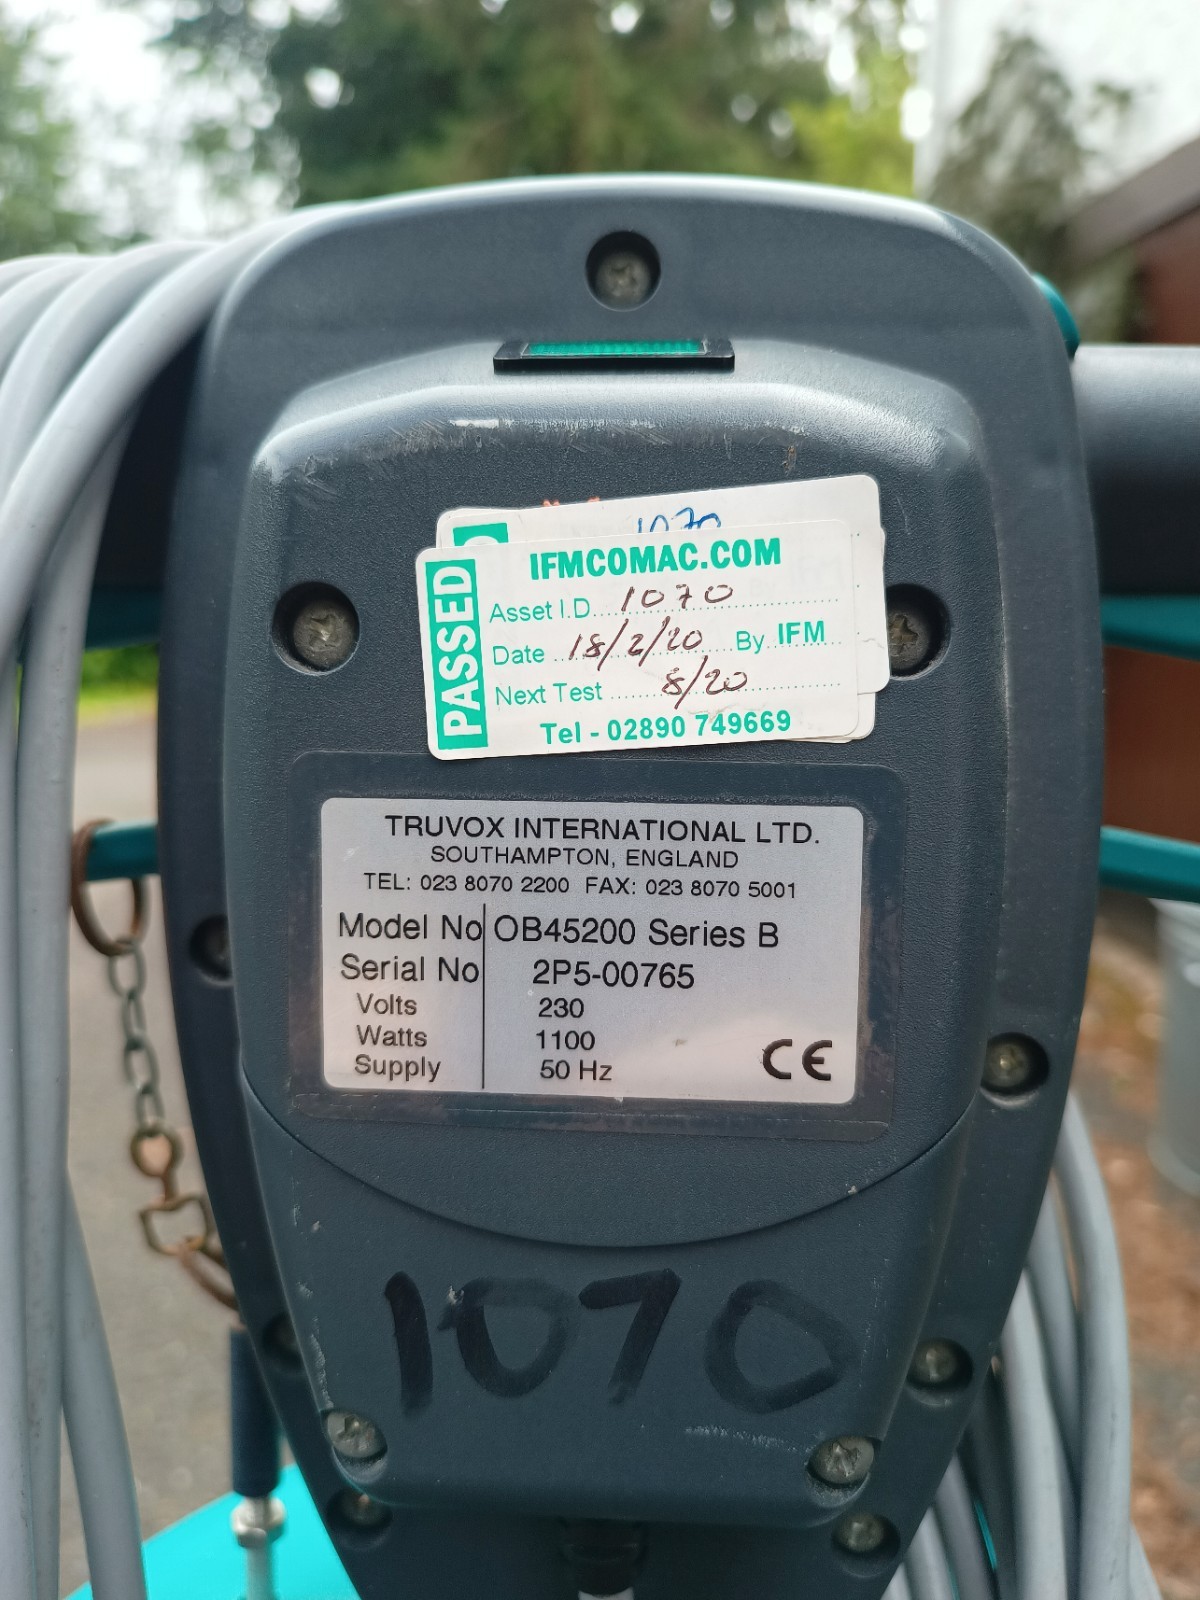 1070
PASSED
IFMCOMAC.COM
Asset I.D. 1070
Date 18/2/20 By IFM
Next Test 8/20
Tel - 02890 749669
TRUVOX INTERNATIONAL LTD.
SOUTHAMPTON, ENGLAND
TEL: 023 8070 2200 FAX: 023 8070 5001
Model No OB45200 Series B
Serial No 2P5-00765
Volts 230
Watts 1100
Supply 50 Hz
CE
1070